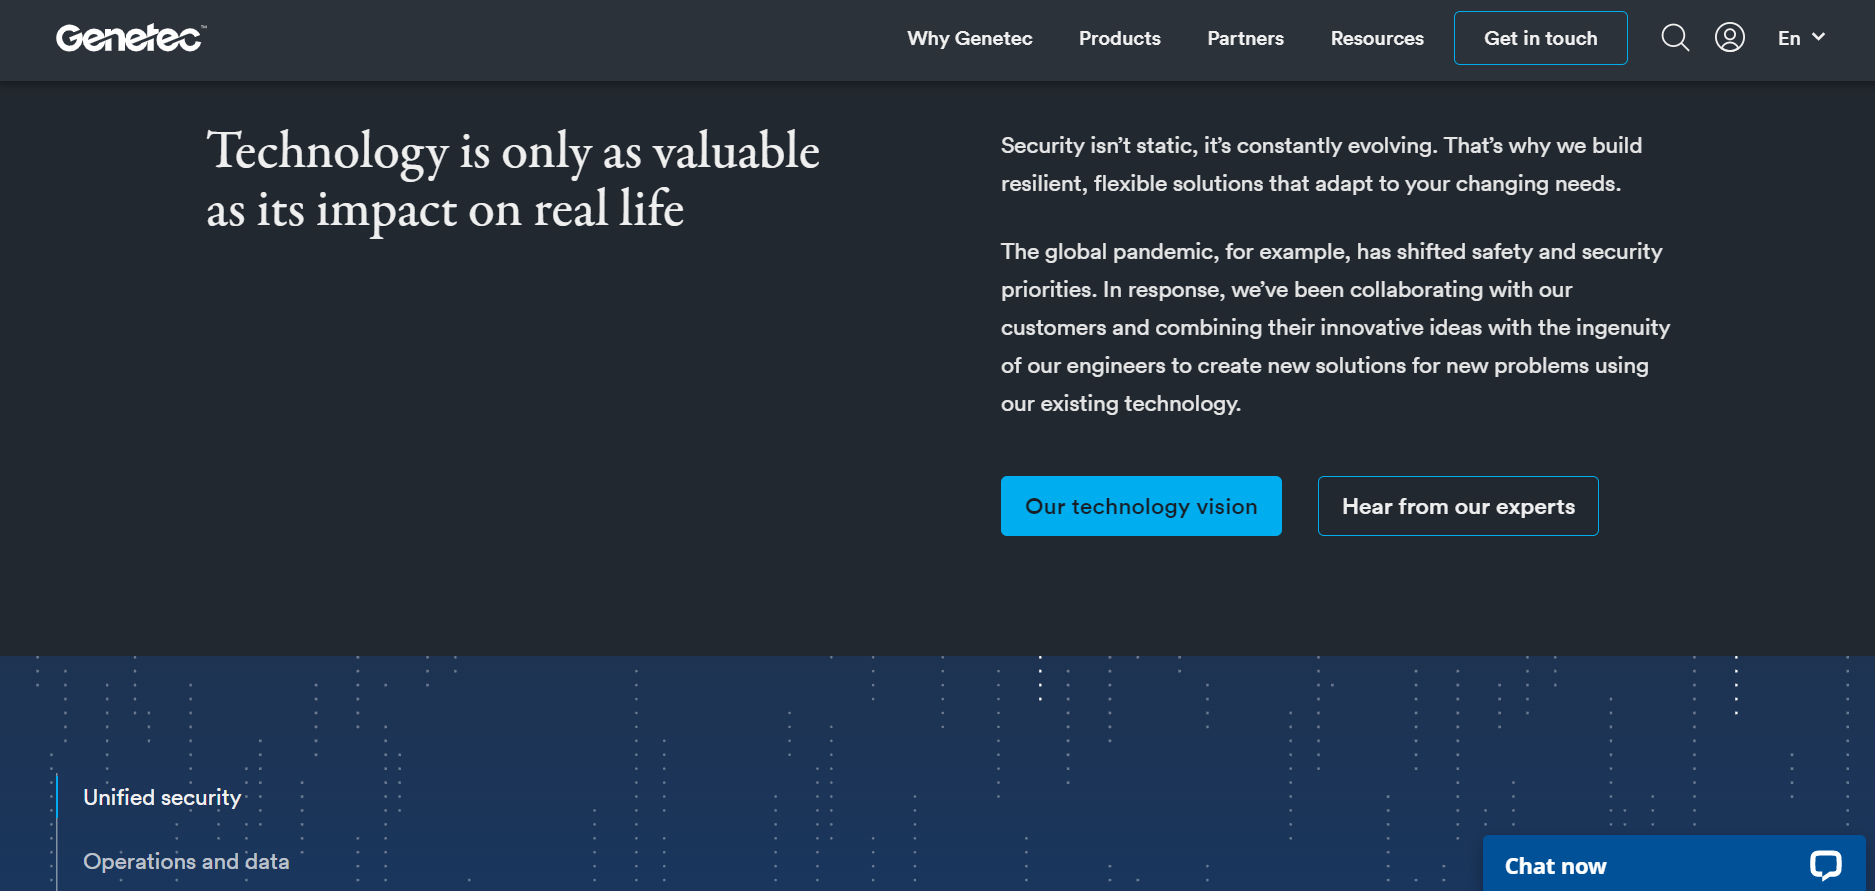 Genetec™
Why Genetec
Products
Partners
Resources
Get in touch
En
Technology is only as valuable
as its impact on real life
Security isn’t static, it’s constantly evolving. That’s why we build
resilient, flexible solutions that adapt to your changing needs.
The global pandemic, for example, has shifted safety and security
priorities. In response, we’ve been collaborating with our
customers and combining their innovative ideas with the ingenuity
of our engineers to create new solutions for new problems using
our existing technology.
Our technology vision
Hear from our experts
Unified security
Operations and data
Chat now